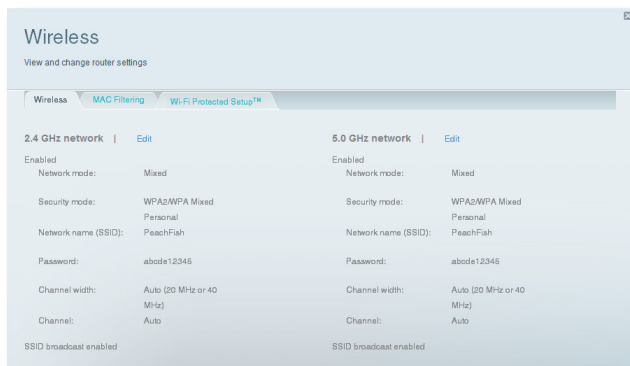 Wireless
View and change router settings
Wireless MAC Filtering Wi-Fi Protected Setup™
2.4 GHz network | Edit
Enabled
Network mode: Mixed
Security mode: WPA2/WPA Mixed
Personal
Network name (SSID): PeachFish
Password: abcde12345
Channel width: Auto (20 MHz or 40
MHz)
Channel: Auto
SSID broadcast enabled
5.0 GHz network | Edit
Enabled
Network mode: Mixed
Security mode: WPA2/WPA Mixed
Personal
Network name (SSID): PeachFish
Password: abcde12345
Channel width: Auto (20 MHz or 40
MHz)
Channel: Auto
SSID broadcast enabled